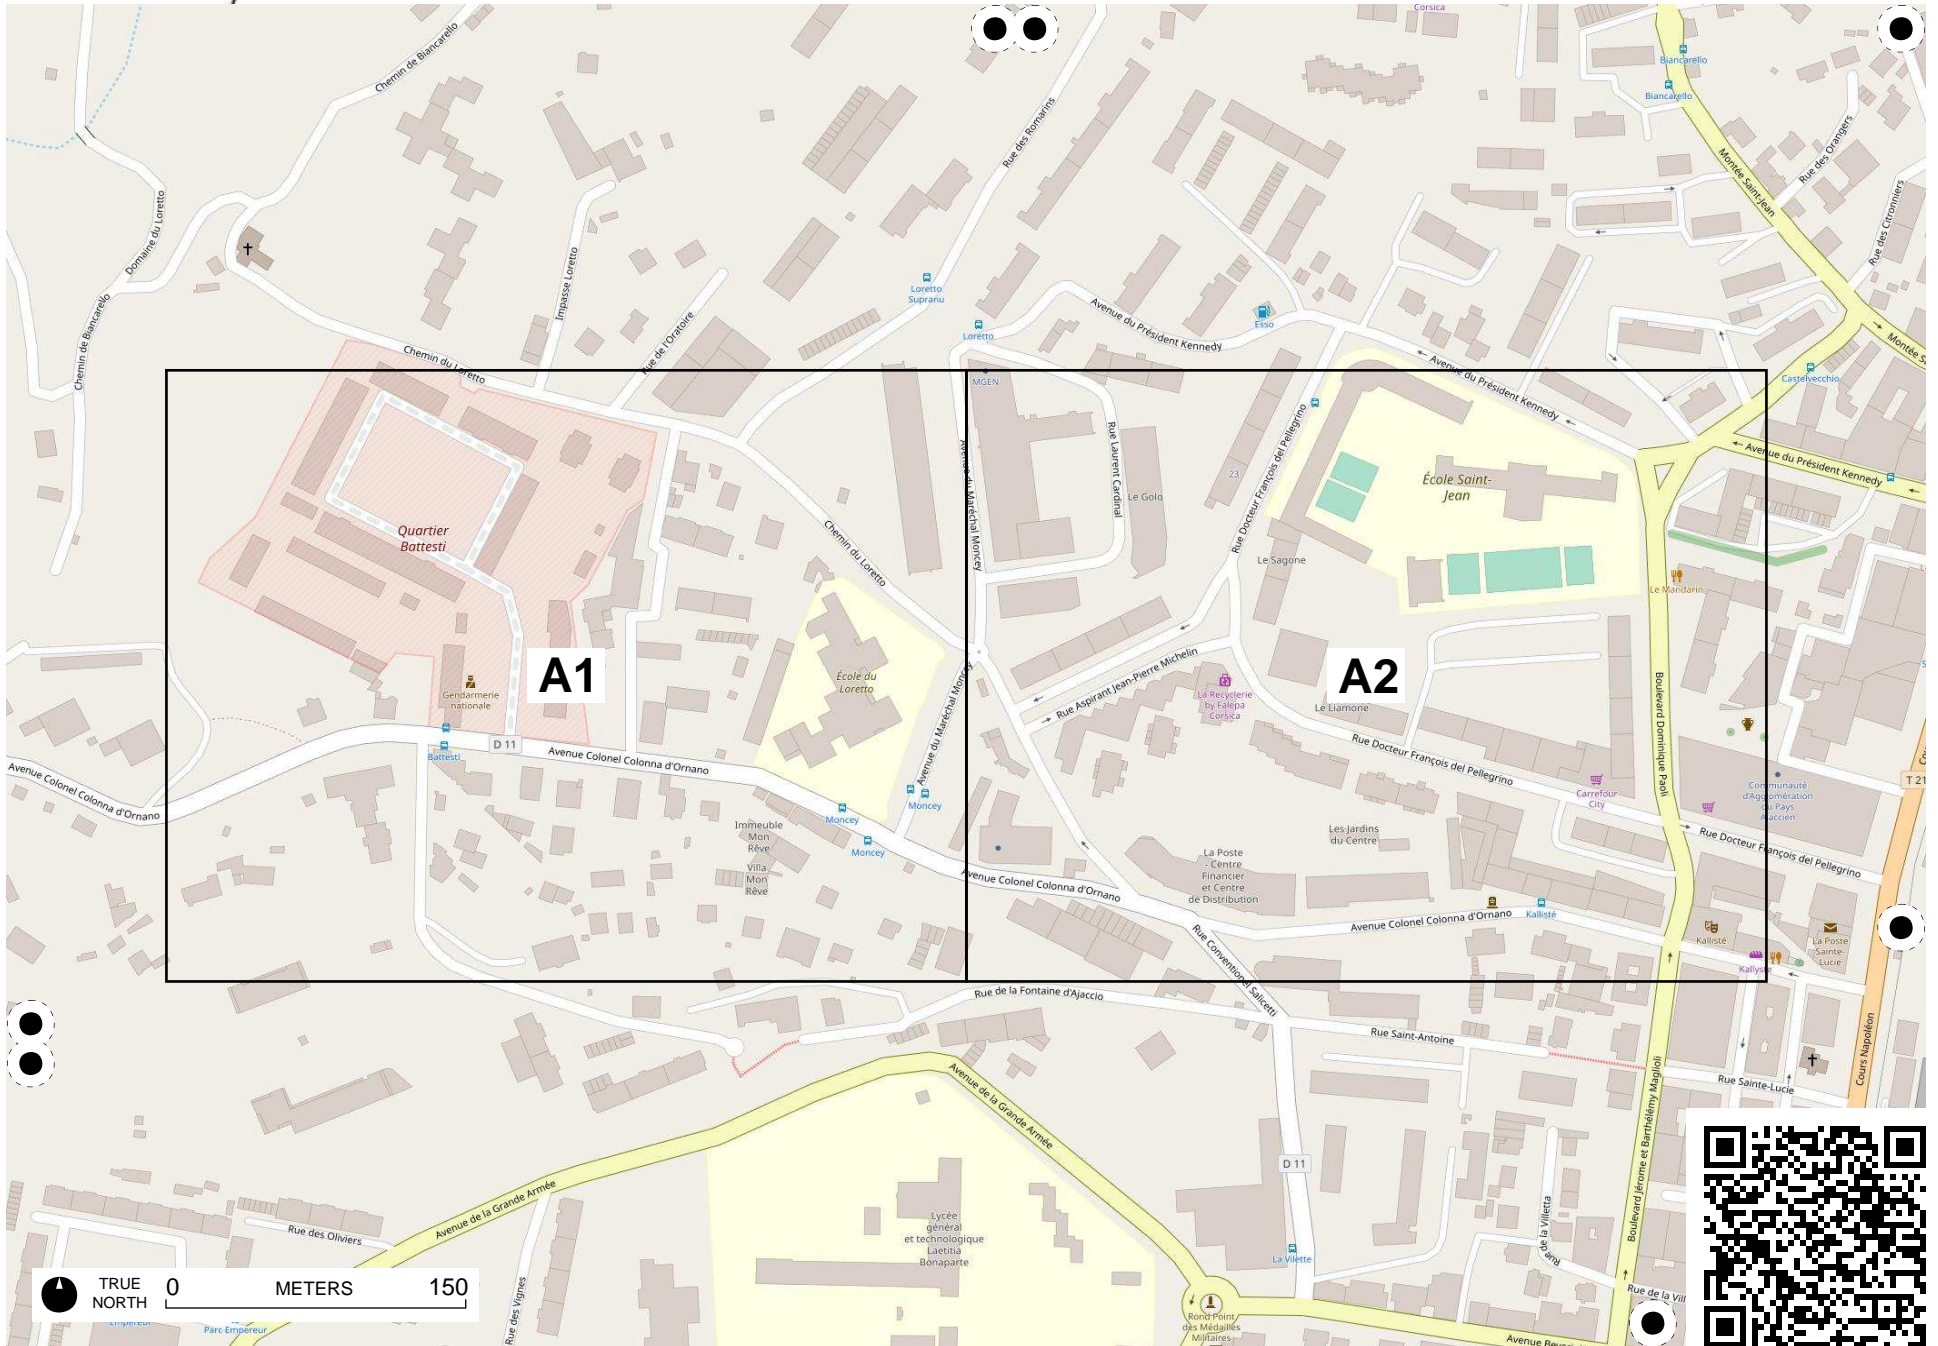 Corsica
Chemin de Biancarello
Biancarello
Biancarello
Rue des Romarins
Montée Saint-Jean
Rue des Orangers
Rue des Citronniers
Domaine du Loretto
Impasse Loretto
Loretto
Supranu
Chemin de Biancarello
Rue de l'Oratoire
Loretto
Avenue du Président Kennedy
Esso
Chemin du Loretto
MGEN
Avenue du Président Kennedy
Castelvecchio
Avenue du Maréchal Moncey
Rue Laurent Cardinal
Rue Docteur François del Pellegrino
Avenue du Président Kennedy
23
École Saint-
Jean
Le Golo
Quartier
Battesti
Chemin du Loretto
Le Sagone
Le Mandarin
A1
A2
Gendarmerie
nationale
École du
Loretto
Avenue du Maréchal Moncey
Rue Aspirant Jean-Pierre Michelin
La Recyclerie
by Falepa
Corsica
Le Liamone
Boulevard Dominique Paoli
D 11
Battesti
Avenue Colonel Colonna d'Ornano
Avenue Colonel Colonna d'Ornano
Rue Docteur François del Pellegrino
T 21
Carrefour
City
Communauté
d'Agglomération
du Pays
Ajaccien
Moncey
Moncey
Moncey
Immeuble
Mon
Rêve
Villa
Mon
Rêve
Les Jardins
du Centre
La Poste
- Centre
Financier
et Centre
de Distribution
Rue Docteur François del Pellegrino
Avenue Colonel Colonna d'Ornano
Avenue Colonel Colonna d'Ornano
Kallisté
Kallisté
La Poste
Sainte-
Lucie
Kallyste
Rue Conventionnel Salicetti
Rue de la Fontaine d'Ajaccio
Rue Saint-Antoine
Rue Sainte-Lucie
Cours Napoléon
Avenue de la Grande Armée
Boulevard Jérome et Barthélémy Maglioli
D 11
Avenue de la Grande Armée
Rue des Oliviers
Lycée
général
et technologique
Laetitia
Bonaparte
La Vilette
Rue de la Villetta
Rue de la Vill
Rue des Vignes
Rond Point
des Médaillés
Militaires
TRUE
NORTH
0 METERS 150
Parc Empereur